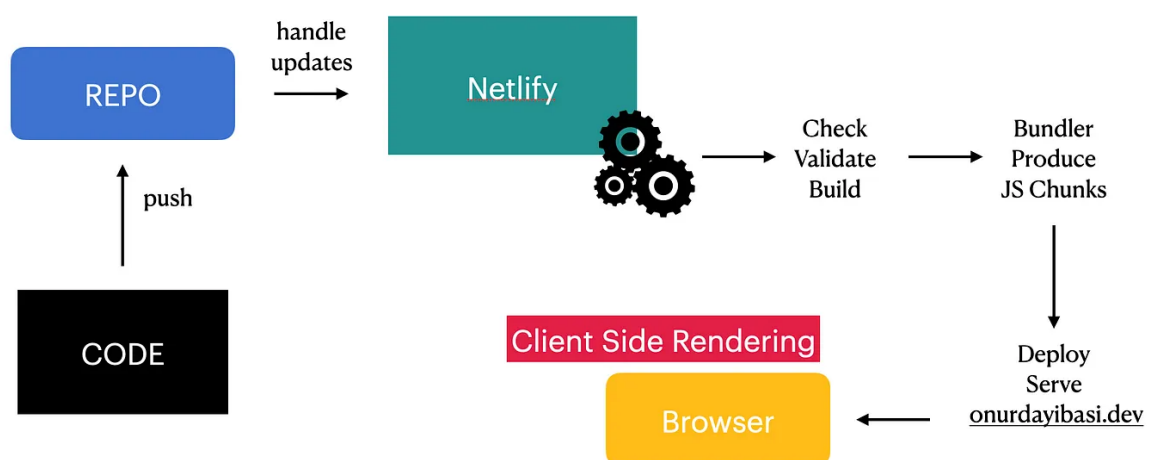 CODE
push
REPO
handle
updates
Netlify
Check
Validate
Build
Bundler
Produce
JS Chunks
Deploy
Serve
onurdayibasi.dev
Client Side Rendering
Browser